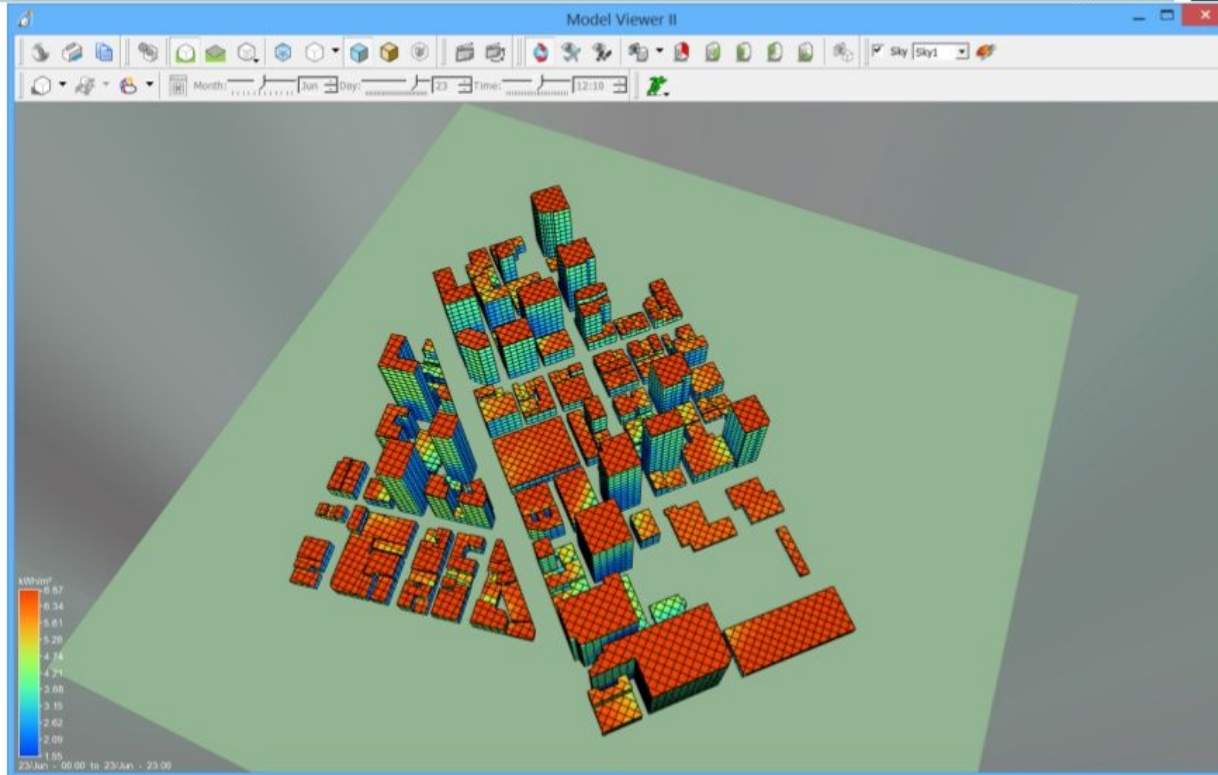 Model Viewer II
Sky Sky1
Month: Jun Day: 23 Time: 12:10
kWh/m²
6.87
6.34
5.81
5.28
4.74
4.21
3.68
3.15
2.62
2.09
1.55
23/Jun - 00:00 to 23/Jun - 23:00